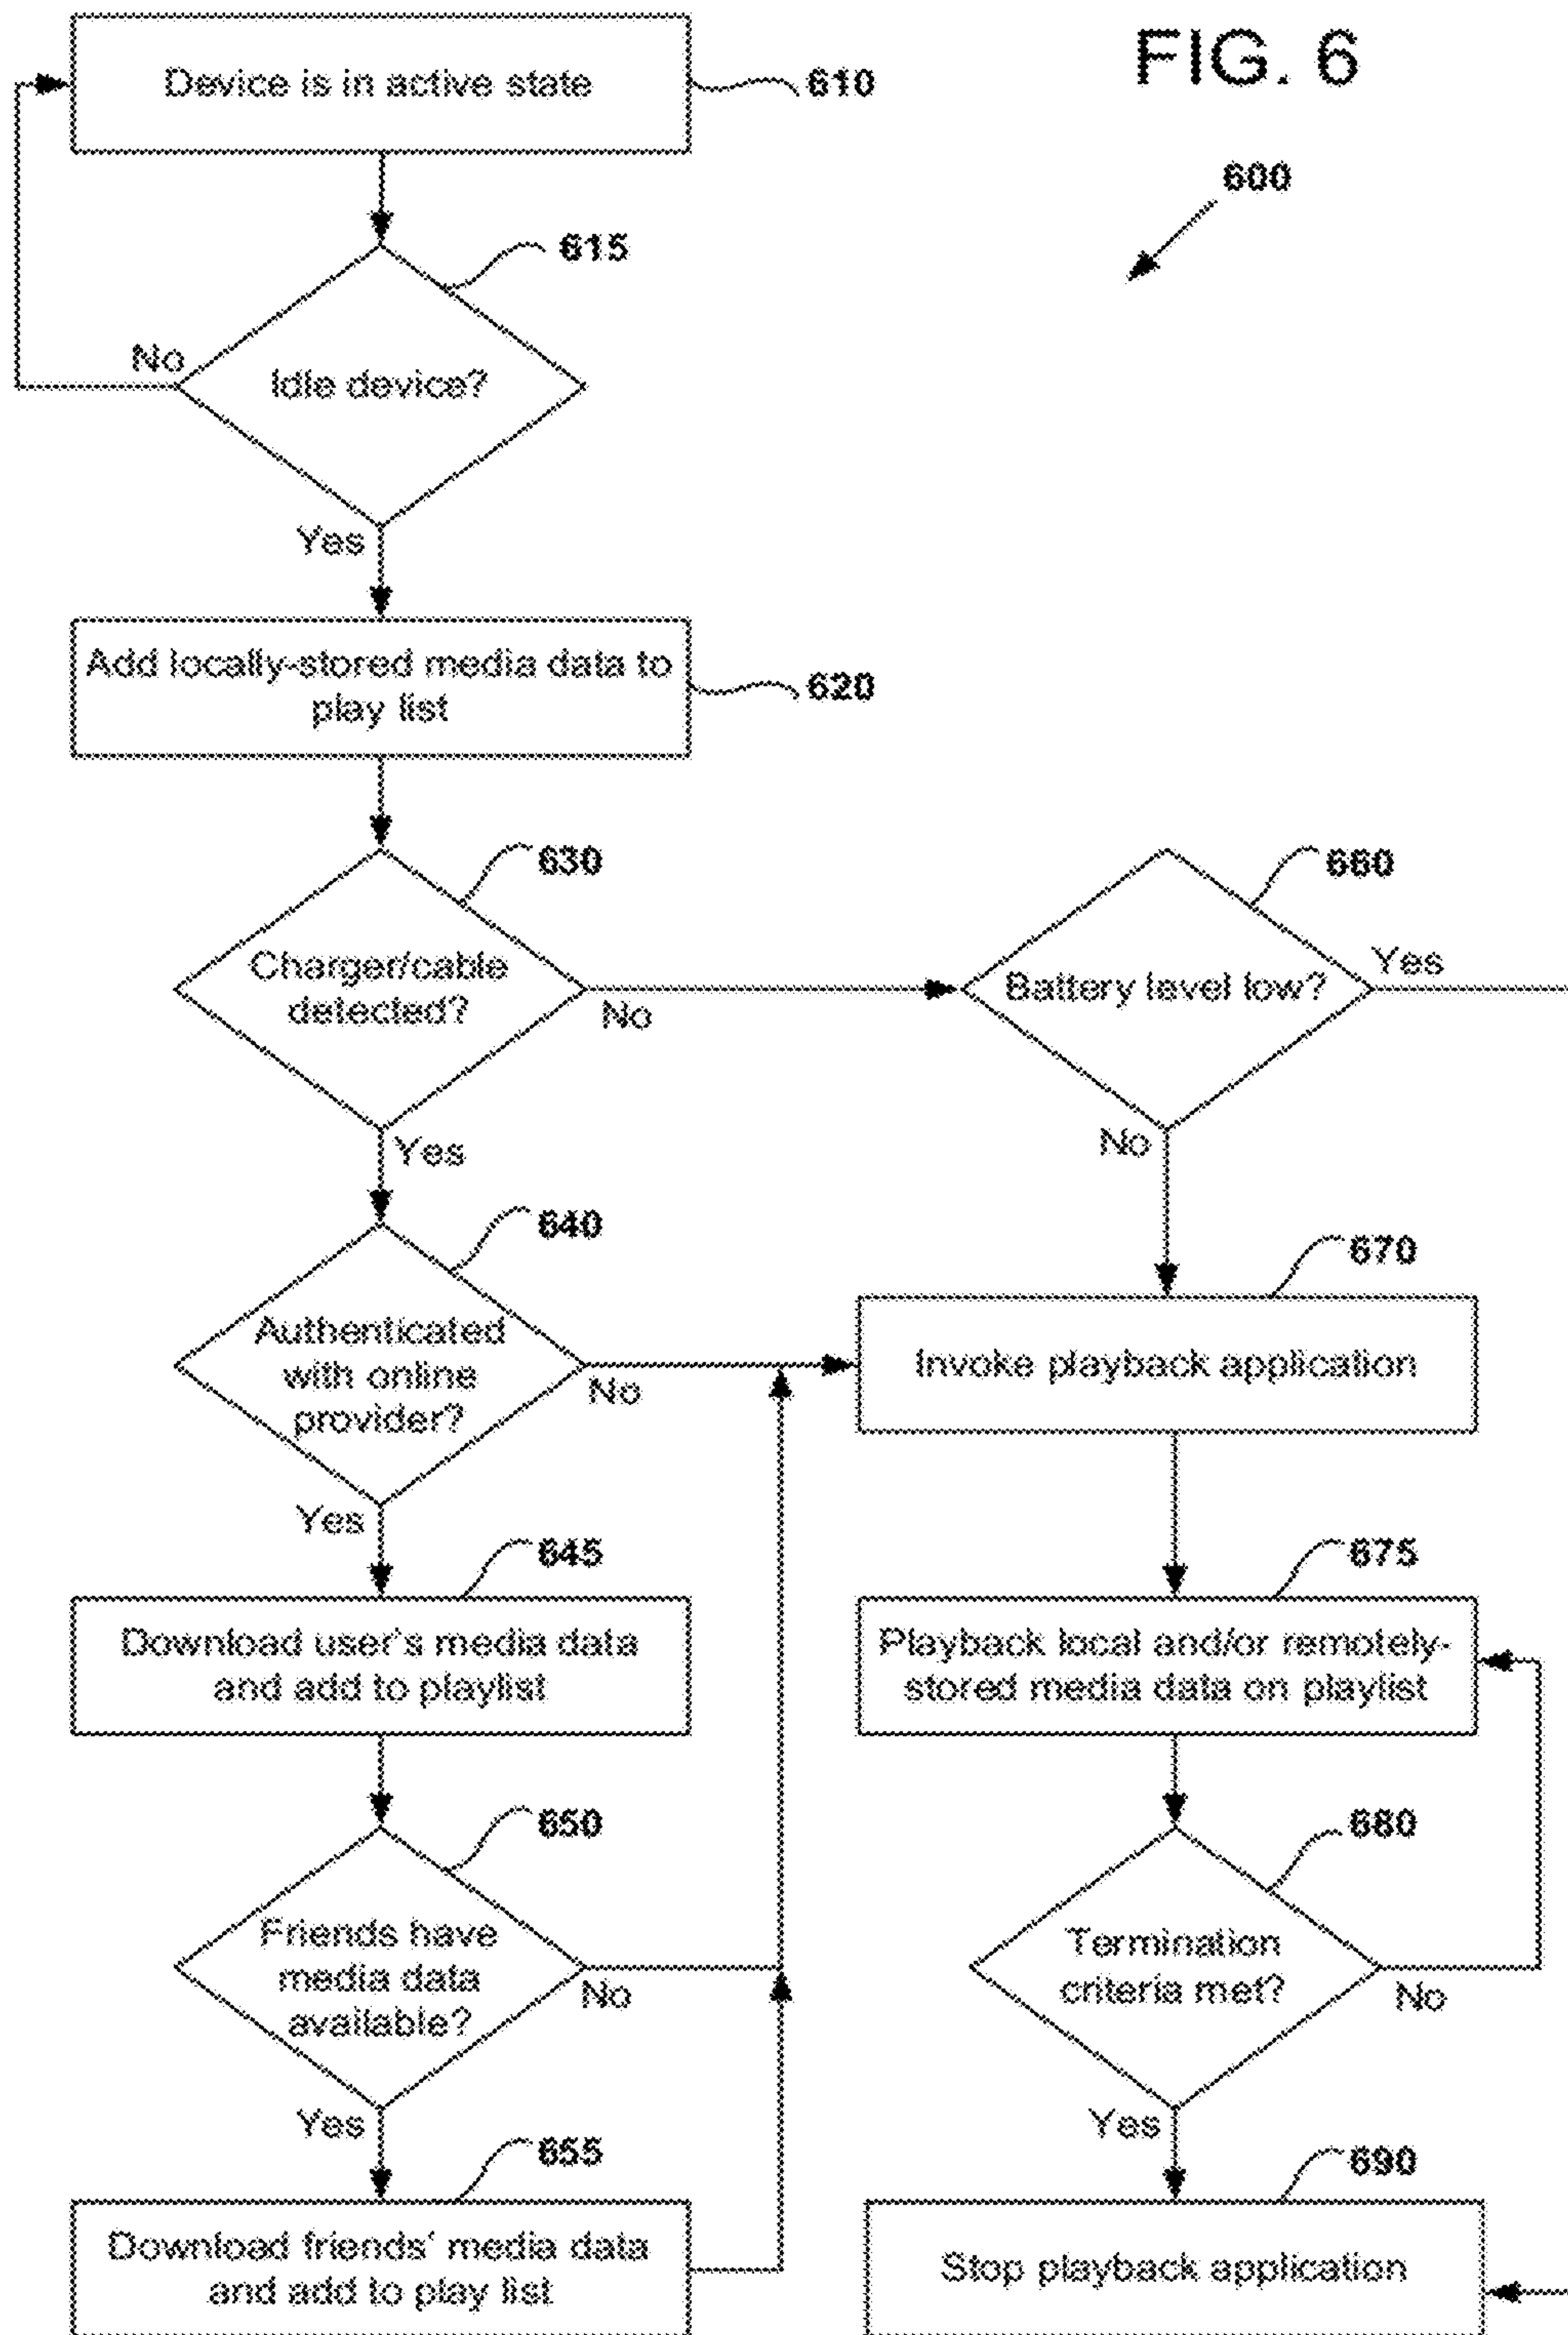 FIG. 6
600
Device is in active state
610
615
Idle device?
No
Yes
Add locally-stored media data to
play list
620
630
Charger/cable
detected?
No
Yes
660
Battery level low?
Yes
No
640
Authenticated
with online
provider?
No
Yes
670
Invoke playback application
645
Download user's media data
and add to playlist
675
Playback local and/or remotely-
stored media data on playlist
650
Friends have
media data
available?
No
Yes
680
Termination
criteria met?
No
Yes
655
Download friends' media data
and add to play list
690
Stop playback application